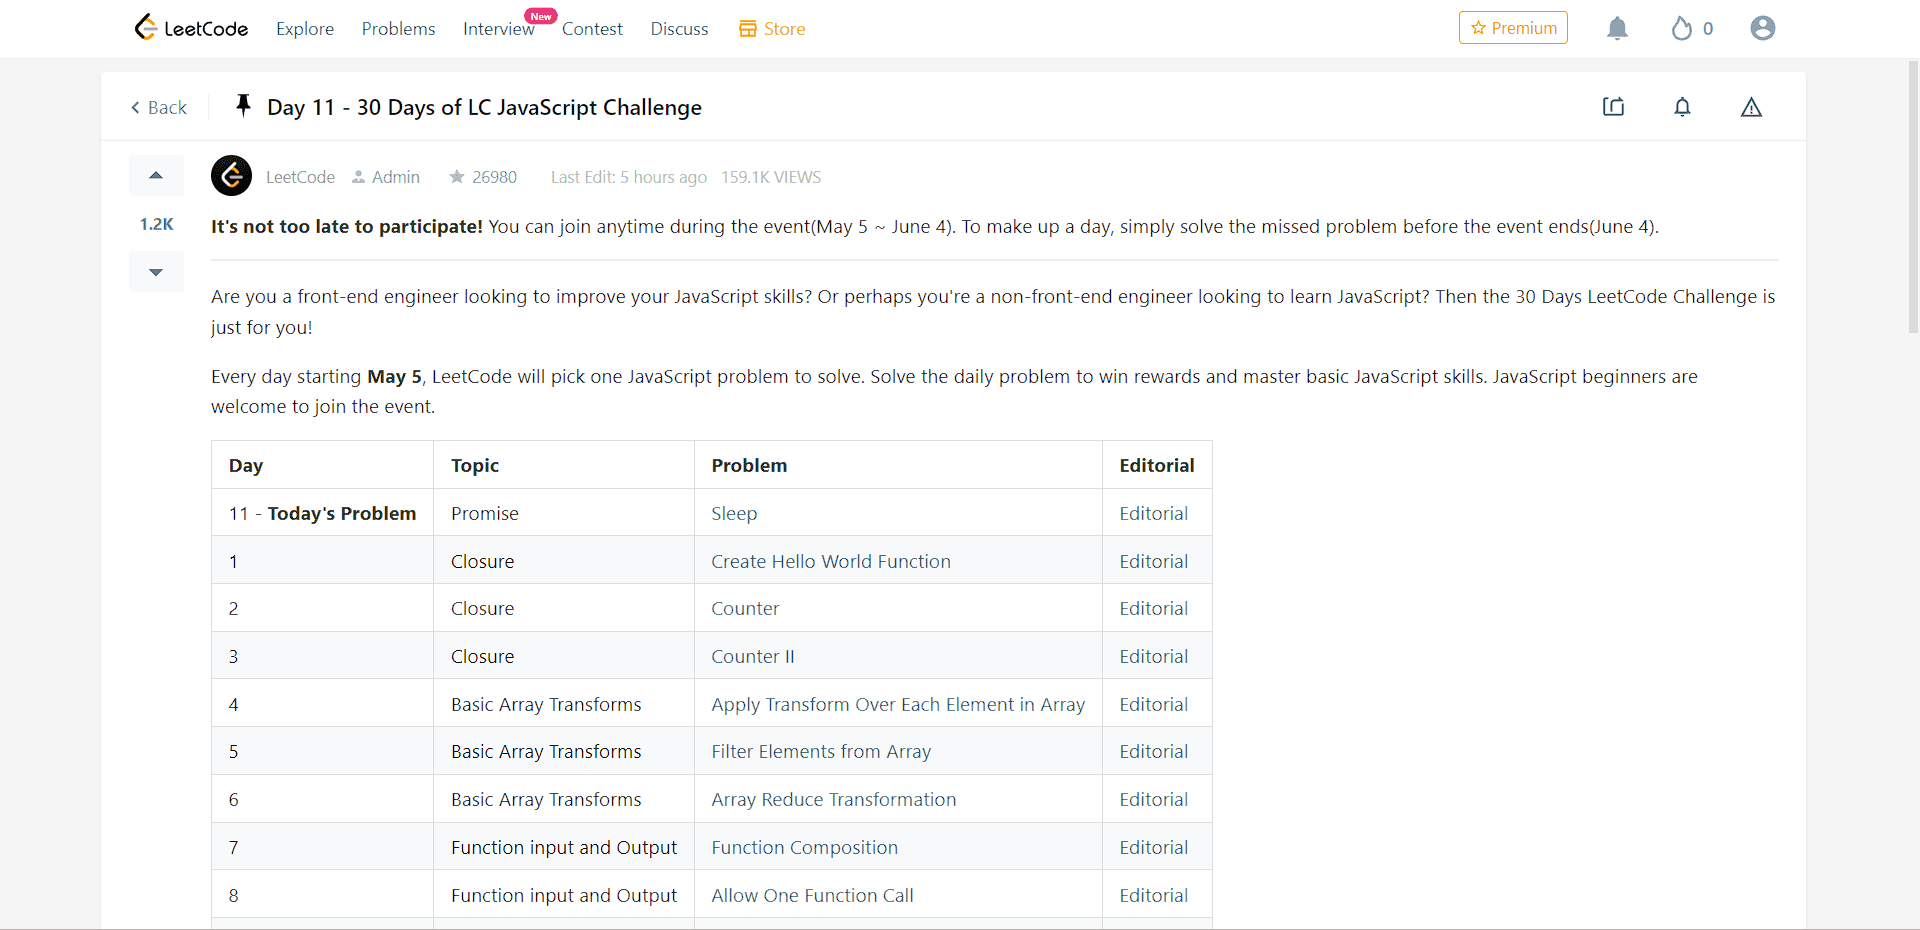 LeetCode Explore Problems Interview New Contest Discuss Store Premium 0
Back Day 11 - 30 Days of LC JavaScript Challenge
LeetCode Admin 26980 Last Edit: 5 hours ago 159.1K VIEWS
1.2K
It's not too late to participate! You can join anytime during the event(May 5 ~ June 4). To make up a day, simply solve the missed problem before the event ends(June 4).
Are you a front-end engineer looking to improve your JavaScript skills? Or perhaps you're a non-front-end engineer looking to learn JavaScript? Then the 30 Days LeetCode Challenge is
just for you!
Every day starting May 5, LeetCode will pick one JavaScript problem to solve. Solve the daily problem to win rewards and master basic JavaScript skills. JavaScript beginners are
welcome to join the event.
Day Topic Problem Editorial
11 - Today's Problem Promise Sleep Editorial
1 Closure Create Hello World Function Editorial
2 Closure Counter Editorial
3 Closure Counter II Editorial
4 Basic Array Transforms Apply Transform Over Each Element in Array Editorial
5 Basic Array Transforms Filter Elements from Array Editorial
6 Basic Array Transforms Array Reduce Transformation Editorial
7 Function input and Output Function Composition Editorial
8 Function input and Output Allow One Function Call Editorial